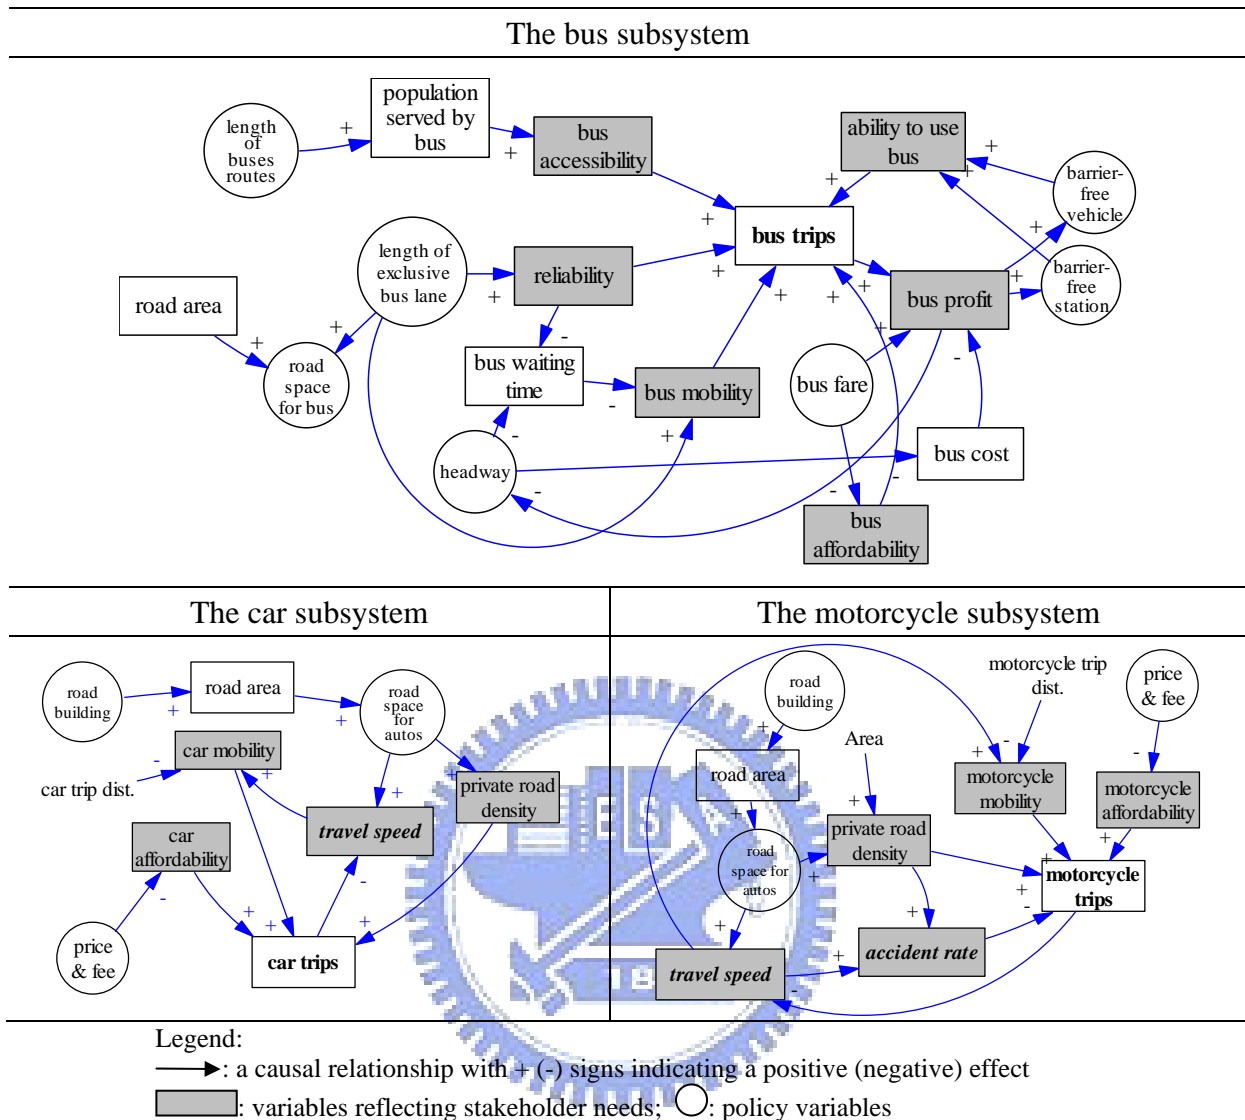 The bus subsystem
length
of
buses
routes
+
population
served by
bus
+
bus
accessibility
+
ability to use
bus
+
+
+
barrier-
free
vehicle
+
barrier-
free
station
+
bus trips
length of
exclusive
bus lane
+
reliability
+
road area
+
+
road
space
for bus
-
bus waiting
time
-
bus mobility
+
+
+
+
bus profit
+
-
bus fare
-
headway
-
+
bus cost
-
-
-
bus
affordability
The car subsystem
road
building
+
road area
+
road
space
for
autos
-
car mobility
+
+
+
private road
density
car trip dist.
travel speed
car
affordability
-
-
+
+
+
price
& fee
car trips
The motorcycle subsystem
road
building
+
motorcycle trip
dist.
price
& fee
Area
+
-
-
road area
motorcycle
mobility
motorcycle
affordability
+
+
private road
density
road
space for
autos
+
+
+
+
-
motorcycle
trips
+
+
accident rate
travel speed
+
-
Legend:
: a causal relationship with + (-) signs indicating a positive (negative) effect
: variables reflecting stakeholder needs; : policy variables